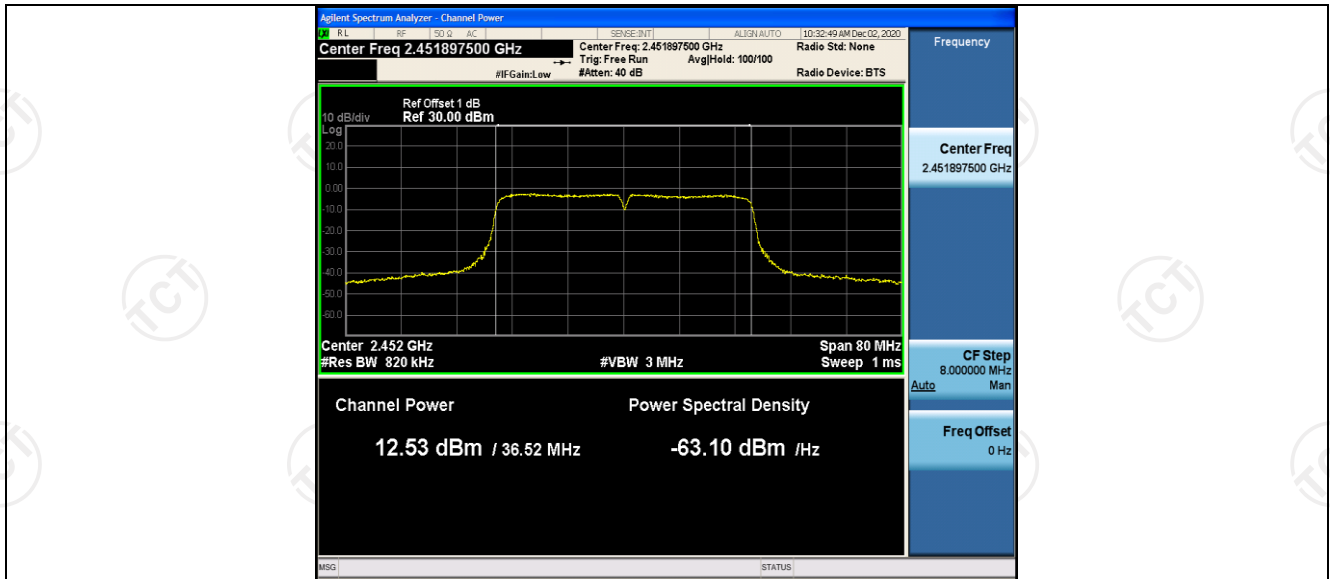 Agilent Spectrum Analyzer - Channel Power
RL RF 50 Ω AC SENSE:INT ALIGN AUTO 10:32:49 AM Dec 02, 2020
Center Freq 2.451897500 GHz
Center Freq: 2.451897500 GHz Radio Std: None
Trig: Free Run Avg|Hold: 100/100
#IFGain:Low #Atten: 40 dB Radio Device: BTS
Frequency
Ref Offset 1 dB
10 dB/div Ref 30.00 dBm
Log
20.0
10.0
0.00
-10.0
-20.0
-30.0
-40.0
-50.0
-60.0
Center 2.452 GHz Span 80 MHz
#Res BW 820 kHz #VBW 3 MHz Sweep 1 ms
Center Freq
2.451897500 GHz
CF Step
8.000000 MHz
Auto Man
Freq Offset
0 Hz
Channel Power Power Spectral Density
12.53 dBm / 36.52 MHz -63.10 dBm /Hz
MSG STATUS
TCT
TCT
TCT
TCT